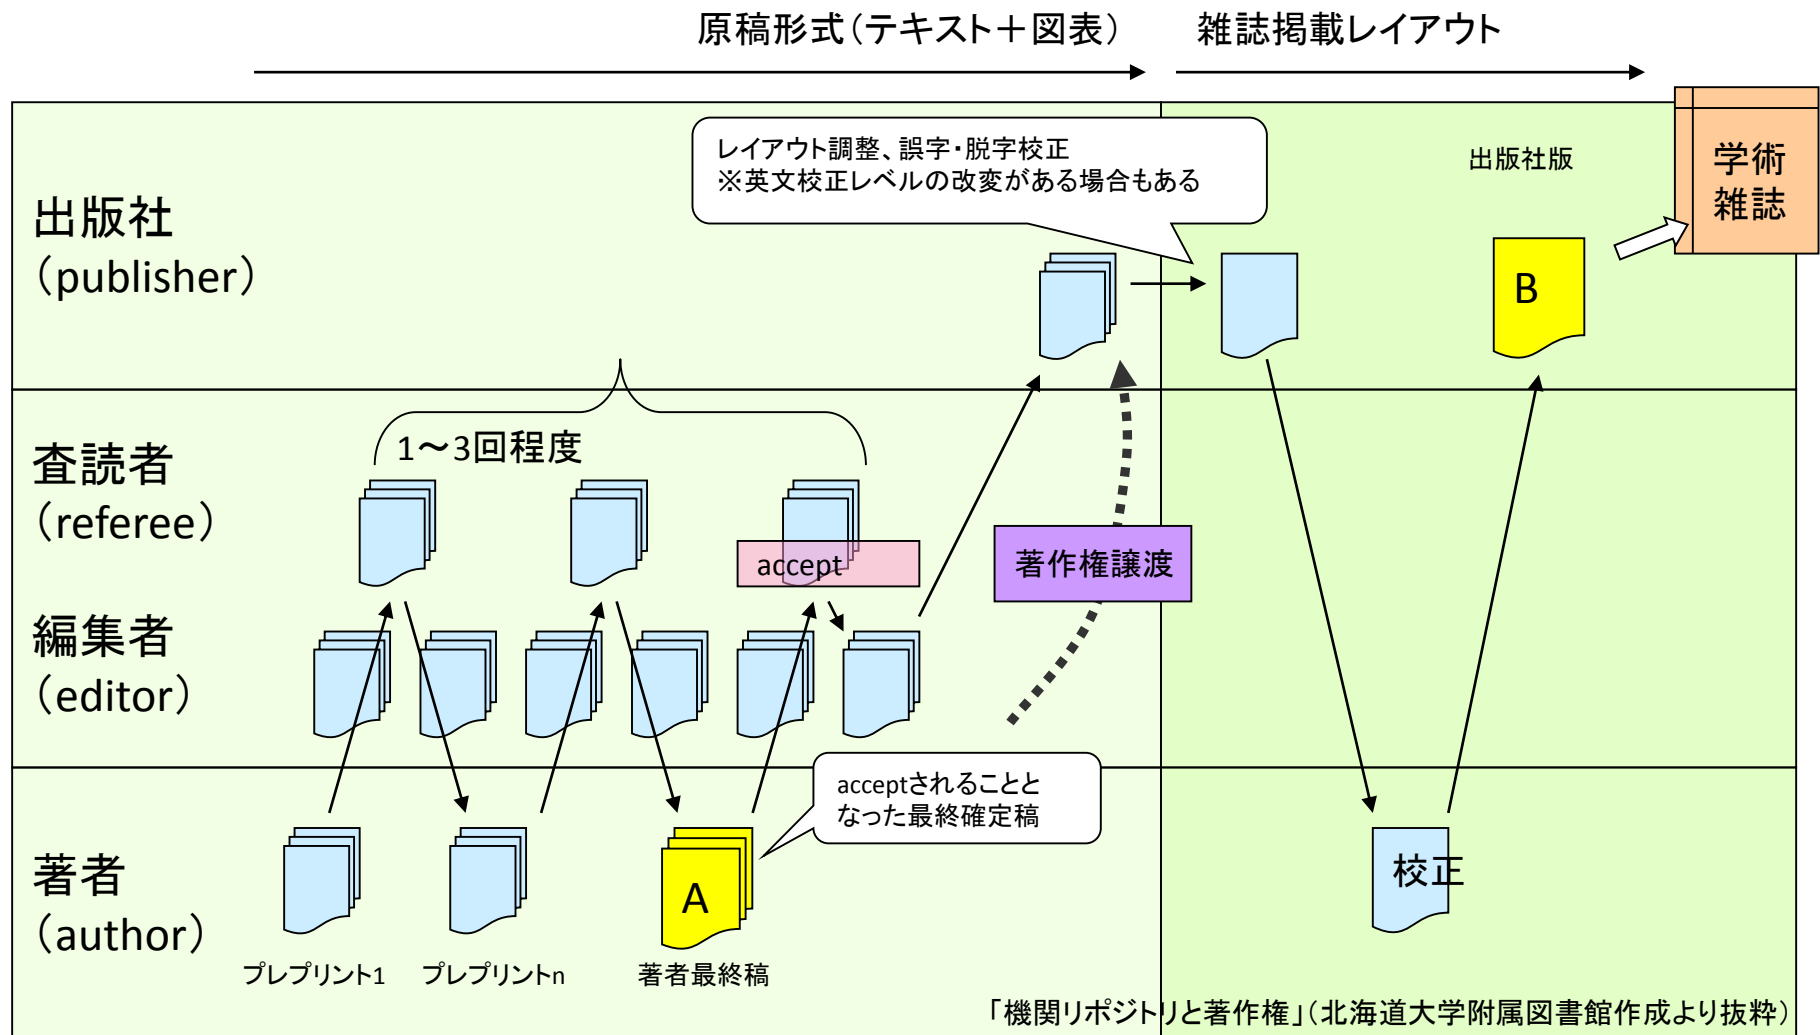 原稿形式（テキスト＋図表）
雑誌掲載レイアウト
レイアウト調整、誤字・脱字校正
※英文校正レベルの改変がある場合もある
出版社版
学術
雑誌
出版社
（publisher）
B
1～3回程度
査読者
（referee）
accept
著作権譲渡
編集者
（editor）
acceptされることと
なった最終確定稿
著者
（author）
A
校正
プレプリント1
プレプリントn
著者最終稿
「機関リポジトリと著作権」（北海道大学附属図書館作成より抜粋）